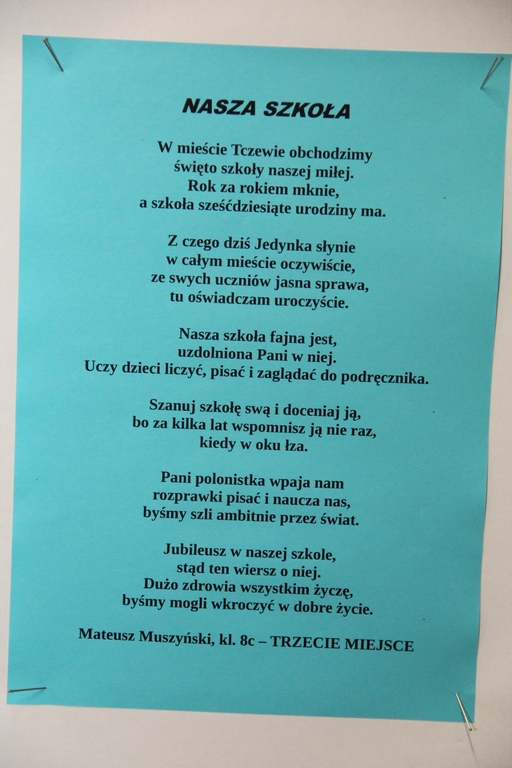 NASZA SZKOŁA
W mieście Tczewie obchodzimy
święto szkoły naszej miłej.
Rok za rokiem mknie,
a szkoła sześćdziesiąte urodziny ma.
Z czego dziś Jedynka słynie
w całym mieście oczywiście,
ze swych uczniów jasna sprawa,
tu oświadczam uroczyście.
Nasza szkoła fajna jest,
uzdolniona Pani w niej.
Uczy dzieci liczyć, pisać i zaglądać do podręcznika.
Szanuj szkołę swą i doceniaj ją,
bo za kilka lat wspomnisz ją nie raz,
kiedy w oku łza.
Pani polonistka wpaja nam
rozprawki pisać i naucza nas,
byśmy szli ambitnie przez świat.
Jubileusz w naszej szkole,
stąd ten wiersz o niej.
Dużo zdrowia wszystkim życzę,
byśmy mogli wkroczyć w dobre życie.
Mateusz Muszyński, kl. 8c – TRZECIE MIEJSCE